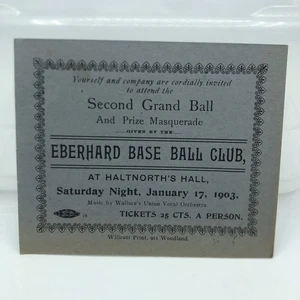 Yourself and company are cordially invited
to attend the
Second Grand Ball
And Prize Masquerade
GIVEN BY THE
EBERHARD BASE BALL CLUB,
AT HALTNORTH'S HALL,
Saturday Night, January 17, 1903.
Music by Wallace's Union Vocal Orchestra.
TICKETS 25 CTS. A PERSON.
Print, 911 Woodland.